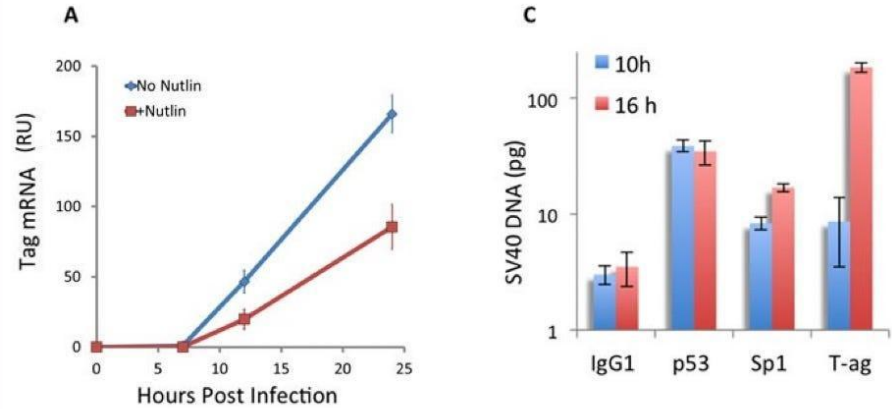 A
Tag mRNA (RU)
200
150
100
50
0
0 5 10 15 20 25
Hours Post Infection
No Nutlin
+Nutlin
C
SV40 DNA (pg)
100
10
1
10h
16 h
IgG1 p53 Sp1 T-ag